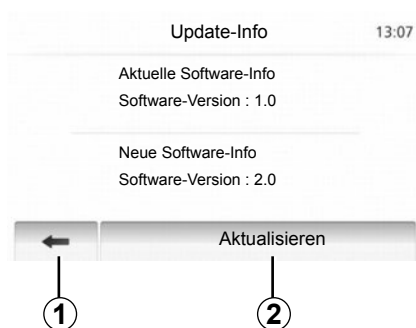 Update-Info 13:07
Aktuelle Software-Info
Software-Version : 1.0
Neue Software-Info
Software-Version : 2.0
Aktualisieren
1 2